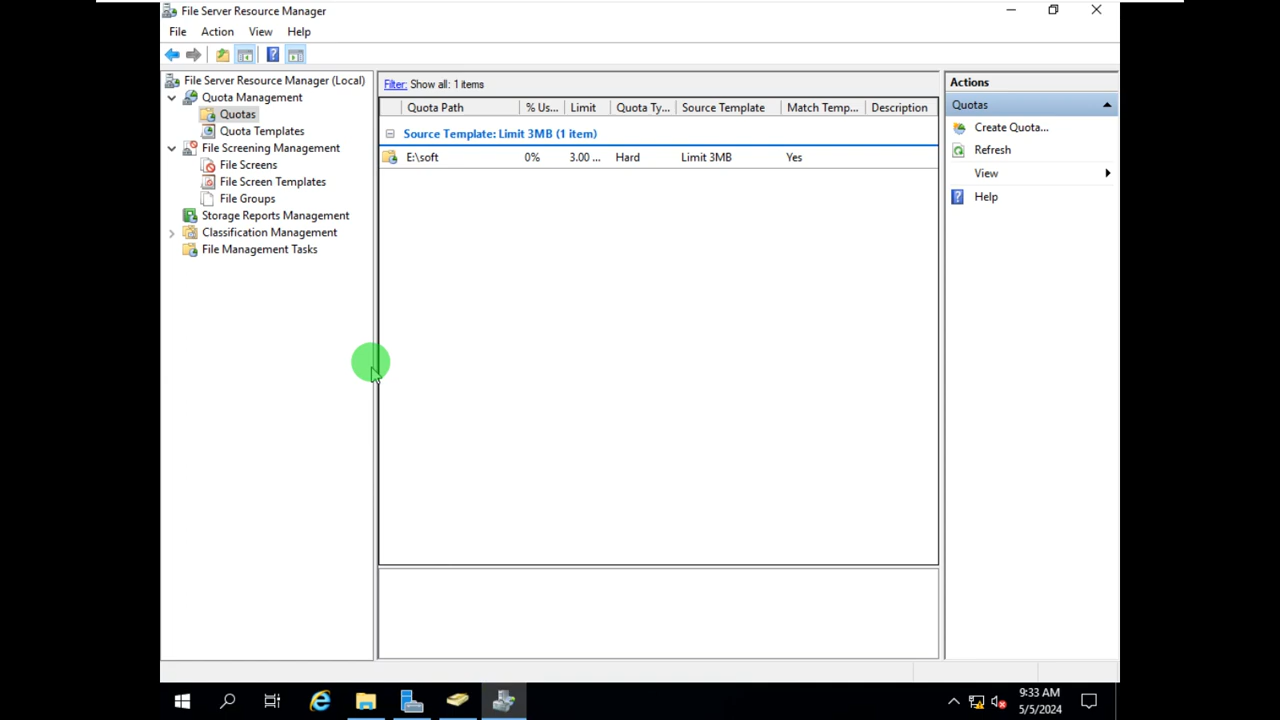 File Server Resource Manager
File Action View Help
File Server Resource Manager (Local)
Quota Management
Quotas
Quota Templates
File Screening Management
File Screens
File Screen Templates
File Groups
Storage Reports Management
Classification Management
File Management Tasks
Filter: Show all: 1 items
Quota Path % Us... Limit Quota Ty... Source Template Match Temp... Description
Source Template: Limit 3MB (1 item)
E:\soft 0% 3.00 ... Hard Limit 3MB Yes
Actions
Quotas
Create Quota...
Refresh
View
Help
9:33 AM
5/5/2024